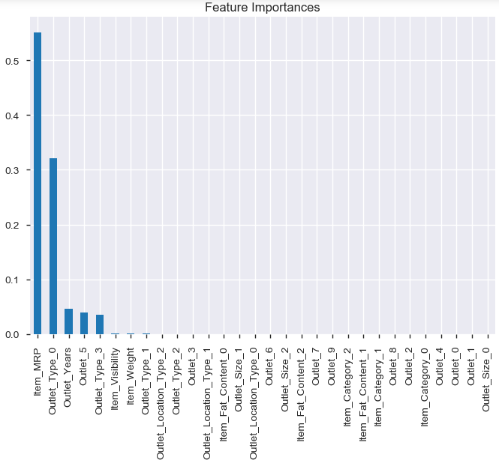 Feature Importances
0.5
0.4
0.3
0.2
0.1
0.0
Item_MRP
Outlet_Type_0
Outlet_Years
Outlet_5
Outlet_Type_3
Item_Visibility
Item_Weight
Outlet_Type_1
Outlet_Location_Type_2
Outlet_Type_2
Outlet_3
Outlet_Location_Type_1
Item_Fat_Content_0
Outlet_Size_1
Outlet_Location_Type_0
Outlet_6
Outlet_Size_2
Item_Fat_Content_2
Outlet_7
Outlet_9
Item_Category_2
Item_Fat_Content_1
Item_Category_1
Outlet_8
Outlet_2
Item_Category_0
Outlet_4
Outlet_0
Outlet_1
Outlet_Size_0